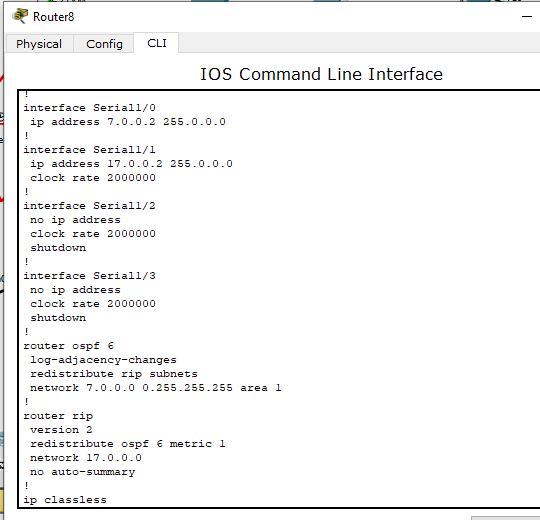 Router8
Physical Config CLI
IOS Command Line Interface
!
interface Serial1/0
 ip address 7.0.0.2 255.0.0.0
!
interface Serial1/1
 ip address 17.0.0.2 255.0.0.0
 clock rate 2000000
!
interface Serial1/2
 no ip address
 clock rate 2000000
 shutdown
!
interface Serial1/3
 no ip address
 clock rate 2000000
 shutdown
!
router ospf 6
 log-adjacency-changes
 redistribute rip subnets
 network 7.0.0.0 0.255.255.255 area 1
!
router rip
 version 2
 redistribute ospf 6 metric 1
 network 17.0.0.0
 no auto-summary
!
ip classless